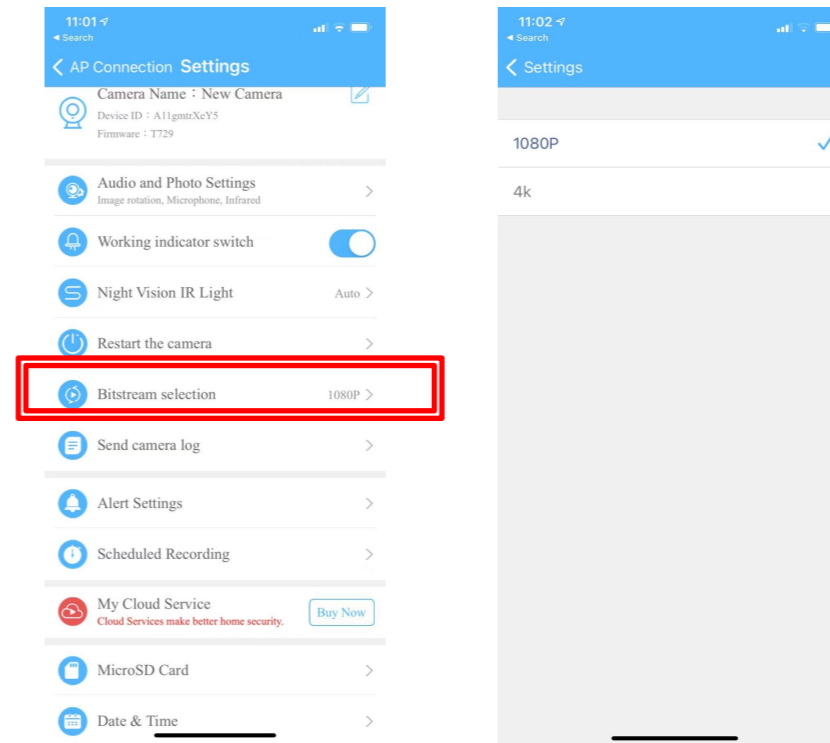 11:01
◀ Search
AP Connection Settings
Camera Name：New Camera
Device ID：A11gmtrXeY5
Firmware：T729
Audio and Photo Settings
Image rotation, Microphone, Infrared
Working indicator switch
Night Vision IR Light Auto
Restart the camera
Bitstream selection 1080P
Send camera log
Alert Settings
Scheduled Recording
My Cloud Service
Cloud Services make better home security.
Buy Now
MicroSD Card
Date & Time
11:02
◀ Search
Settings
1080P
4k